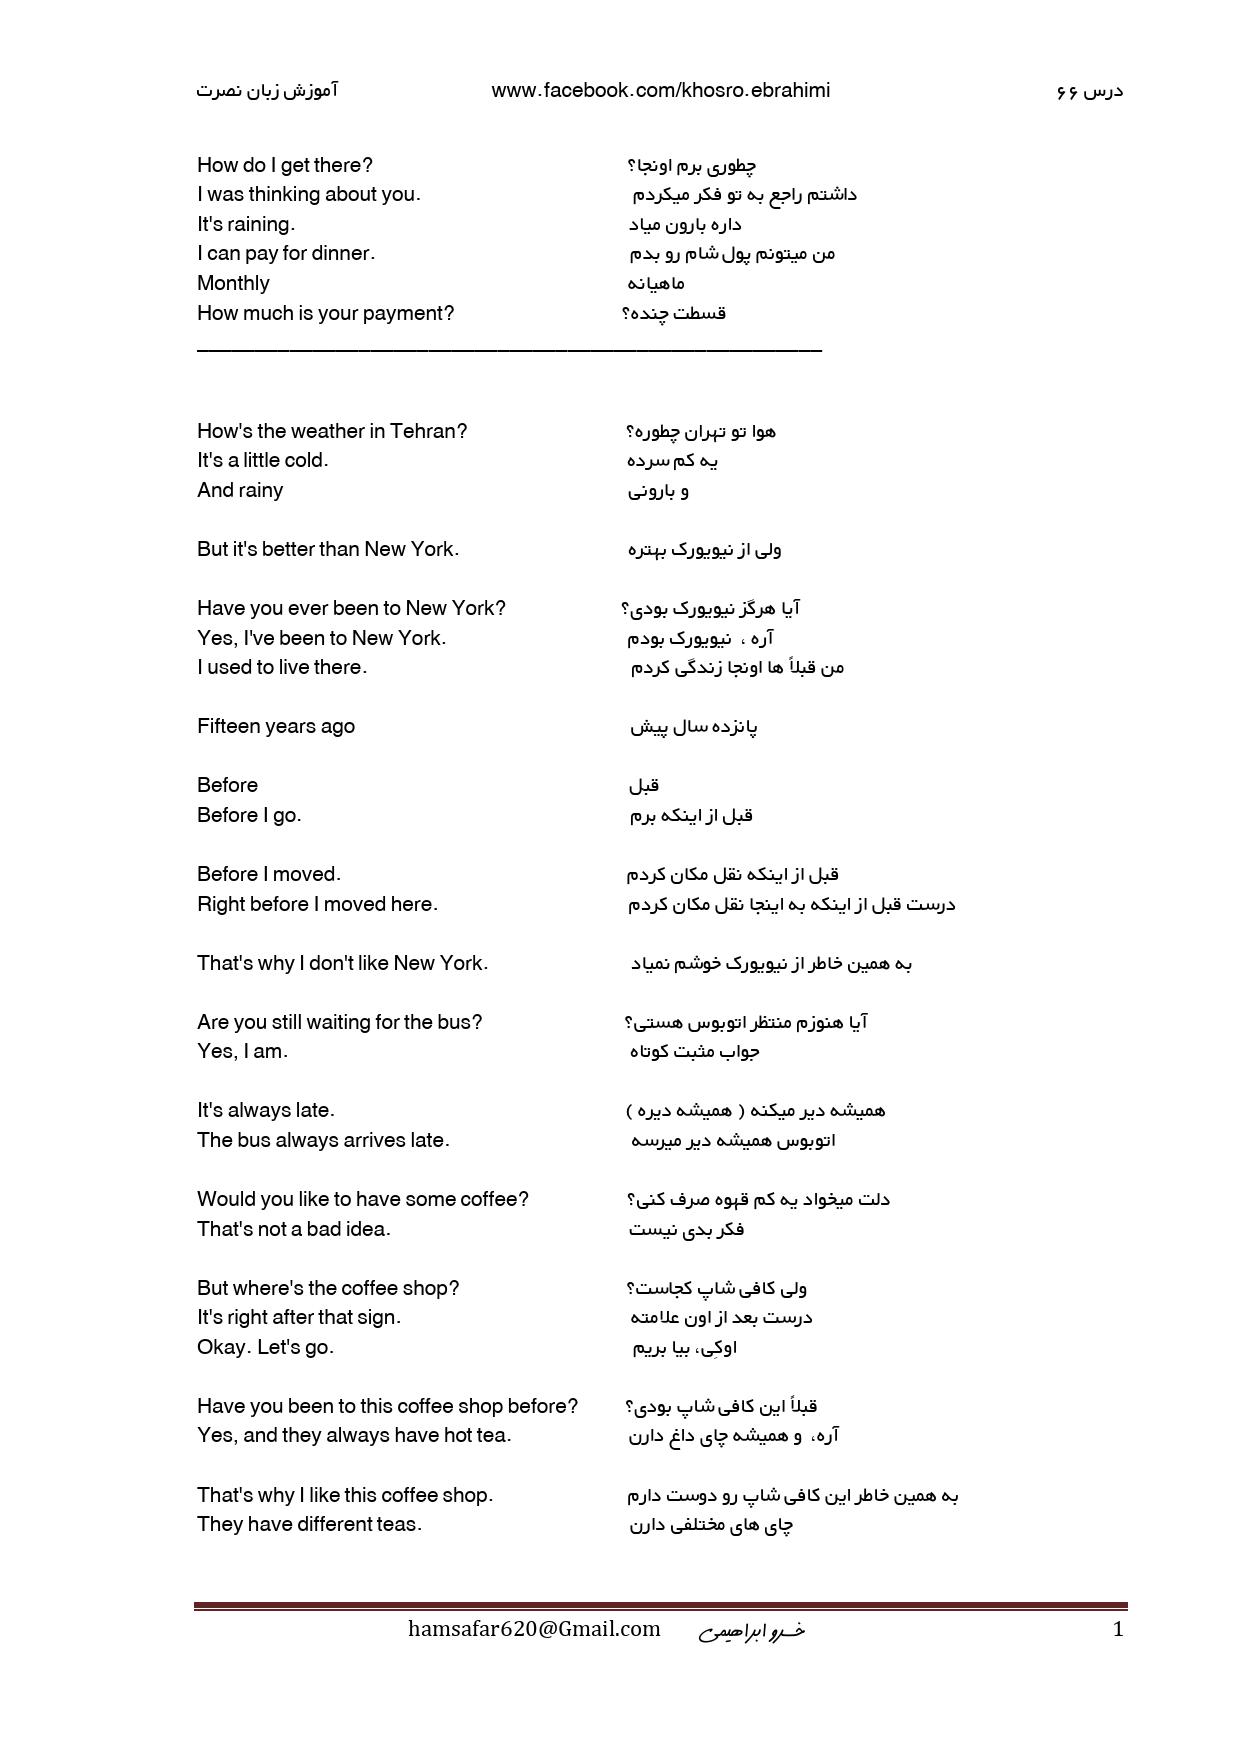 آموزش زبان نصرت www.facebook.com/khosro.ebrahimi درس ۶۶
How do I get there? چطوری برم اونجا؟
I was thinking about you. داشتم راجع به تو فکر میکردم
It's raining. داره بارون میاد
I can pay for dinner. من میتونم پول شام رو بدم
Monthly ماهیانه
How much is your payment? قسطت چنده؟
How's the weather in Tehran? هوا تو تهران چطوره؟
It's a little cold. یه کم سرده
And rainy و بارونی
But it's better than New York. ولی از نیویورک بهتره
Have you ever been to New York? آیا هرگز نیویورک بودی؟
Yes, I've been to New York. آره ، نیویورک بودم
I used to live there. من قبلاً ها اونجا زندگی کردم
Fifteen years ago پانزده سال پیش
Before قبل
Before I go. قبل از اینکه برم
Before I moved. قبل از اینکه نقل مکان کردم
Right before I moved here. درست قبل از اینکه به اینجا نقل مکان کردم
That's why I don't like New York. به همین خاطر از نیویورک خوشم نمیاد
Are you still waiting for the bus? آیا هنوزم منتظر اتوبوس هستی؟
Yes, I am. جواب مثبت کوتاه
It's always late. همیشه دیر میکنه ( همیشه دیره )
The bus always arrives late. اتوبوس همیشه دیر میرسه
Would you like to have some coffee? دلت میخواد یه کم قهوه صرف کنی؟
That's not a bad idea. فکر بدی نیست
But where's the coffee shop? ولی کافی شاپ کجاست؟
It's right after that sign. درست بعد از اون علامته
Okay. Let's go. اوکِی، بیا بریم
Have you been to this coffee shop before? قبلاً این کافی شاپ بودی؟
Yes, and they always have hot tea. آره، و همیشه چای داغ دارن
That's why I like this coffee shop. به همین خاطر این کافی شاپ رو دوست دارم
They have different teas. چای های مختلفی دارن
hamsafar620@Gmail.com خسرو ابراهیمی 1